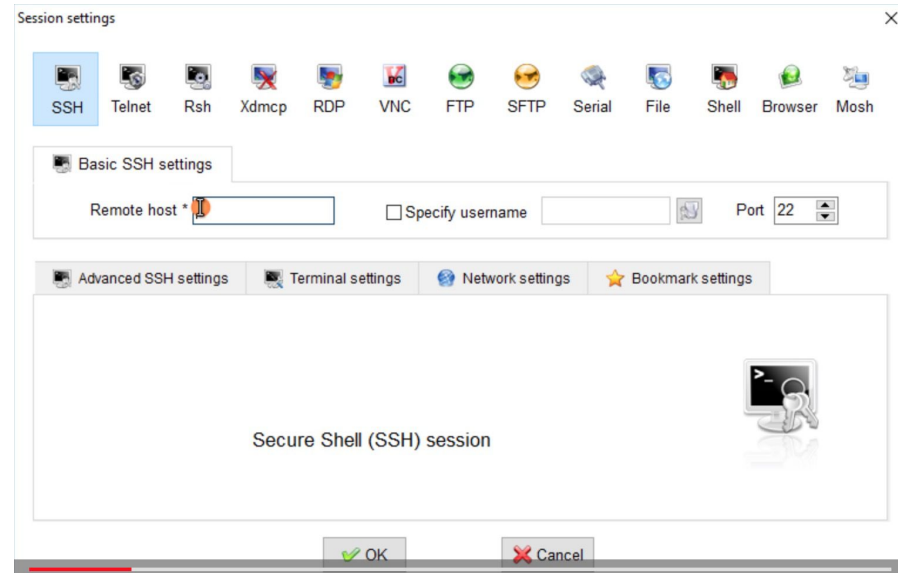 Session settings
SSH Telnet Rsh Xdmcp RDP VNC FTP SFTP Serial File Shell Browser Mosh
Basic SSH settings
Remote host * Specify username Port 22
Advanced SSH settings Terminal settings Network settings Bookmark settings
Secure Shell (SSH) session
OK Cancel